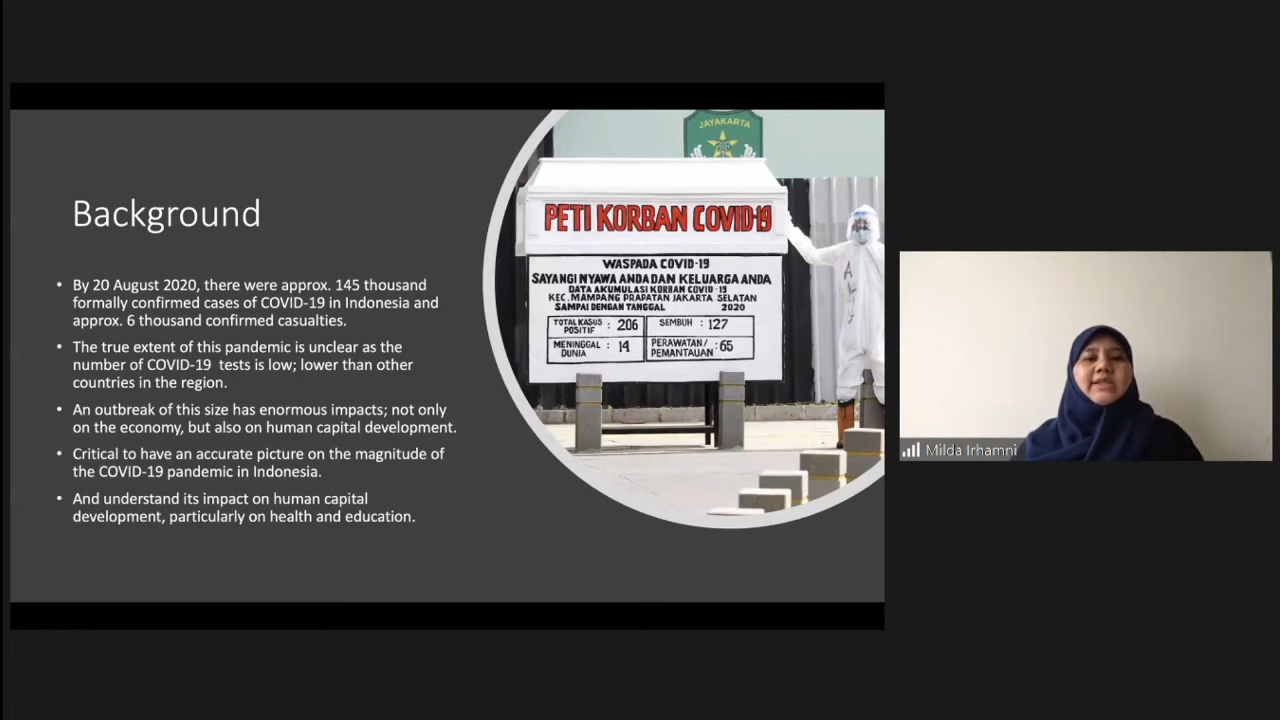 Background
• By 20 August 2020, there were approx. 145 thousand
formally confirmed cases of COVID-19 in Indonesia and
approx. 6 thousand confirmed casualties.
• The true extent of this pandemic is unclear as the
number of COVID-19 tests is low; lower than other
countries in the region.
• An outbreak of this size has enormous impacts; not only
on the economy, but also on human capital development.
• Critical to have an accurate picture on the magnitude of
the COVID-19 pandemic in Indonesia.
• And understand its impact on human capital
development, particularly on health and education.
JAYAKARTA
PETI KORBAN COVID-19
WASPADA COVID-19
SAYANGI NYAWA ANDA DAN KELUARGA ANDA
DATA AKUMULASI KORBAN COVID-19
KEC. MAMPANG PRAPATAN JAKARTA SELATAN
SAMPAI DENGAN TANGGAL 2020
TOTAL KASUS POSITIF : 206
SEMBUH : 127
MENINGGAL DUNIA : 14
PERAWATAN/ PEMANTAUAN : 65
Milda Irhamni